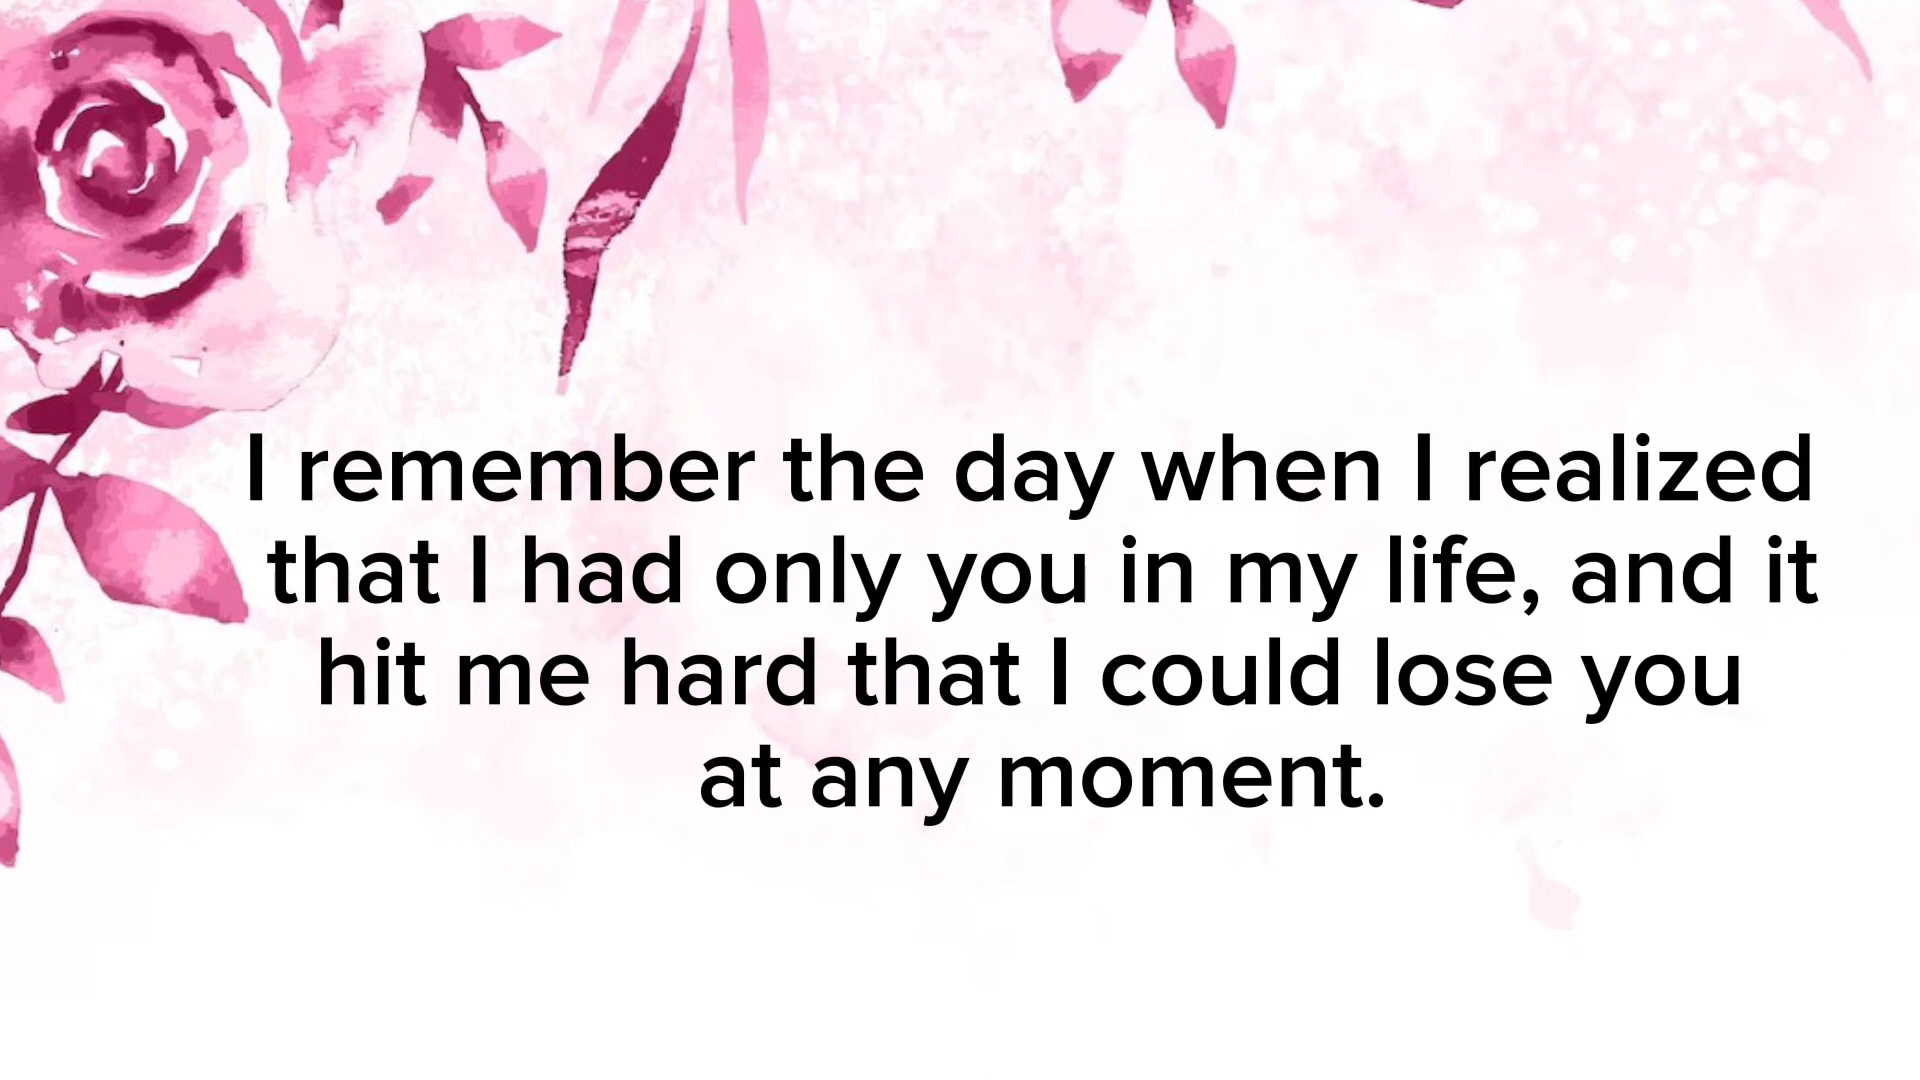 I remember the day when I realized
that I had only you in my life, and it
hit me hard that I could lose you
at any moment.